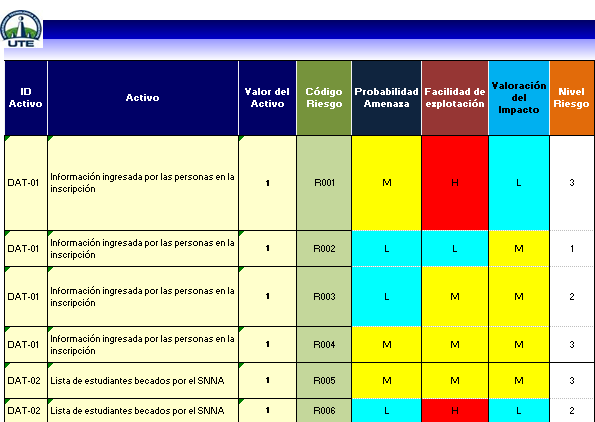 UTE
ID Activo
Activo
Valor del Activo
Código Riesgo
Probabilidad Amenaza
Facilidad de explotación
Valoración del Impacto
Nivel Riesgo
DAT-01
Información ingresada por las personas en la
inscripción
1
R001
M
H
L
3
DAT-01
Información ingresada por las personas en la
inscripción
1
R002
L
L
M
1
DAT-01
Información ingresada por las personas en la
inscripción
1
R003
L
M
M
2
DAT-01
Información ingresada por las personas en la
inscripción
1
R004
M
M
M
3
DAT-02
Lista de estudiantes becados por el SNNA
1
R005
M
M
M
3
DAT-02
Lista de estudiantes becados por el SNNA
1
R006
L
H
L
2